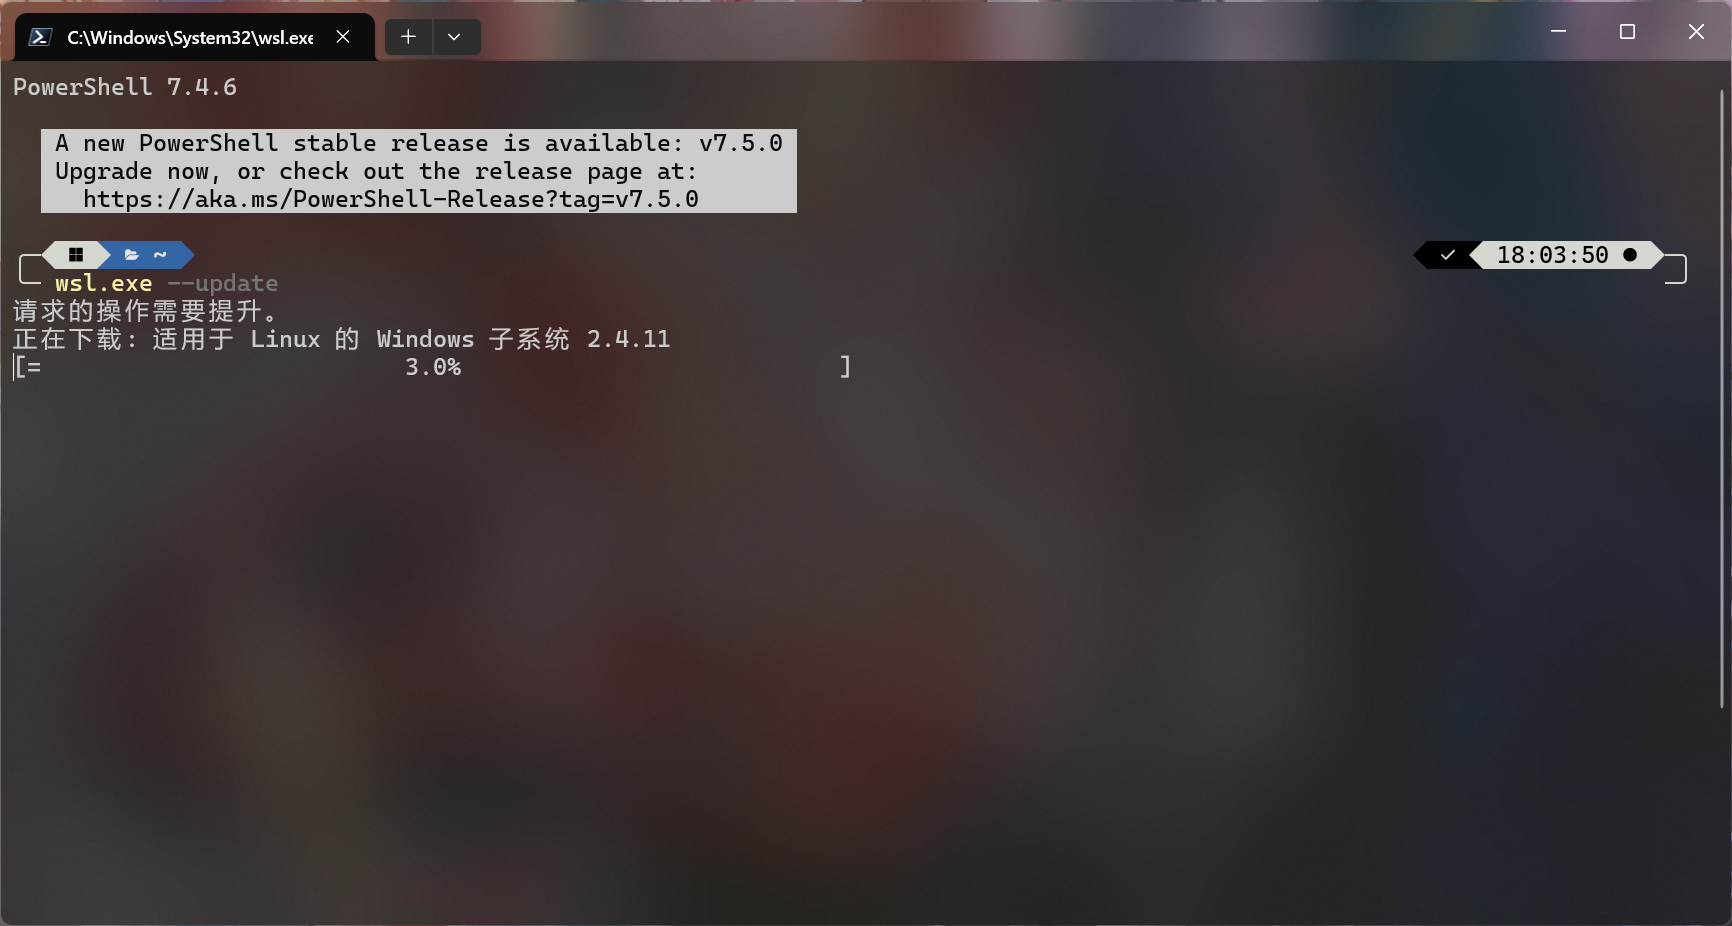 C:\Windows\System32\wsl.exe
PowerShell 7.4.6
A new PowerShell stable release is available: v7.5.0
Upgrade now, or check out the release page at:
https://aka.ms/PowerShell-Release?tag=v7.5.0
~ 18:03:50
wsl.exe --update
请求的操作需要提升。
正在下载: 适用于 Linux 的 Windows 子系统 2.4.11
[= 3.0% ]